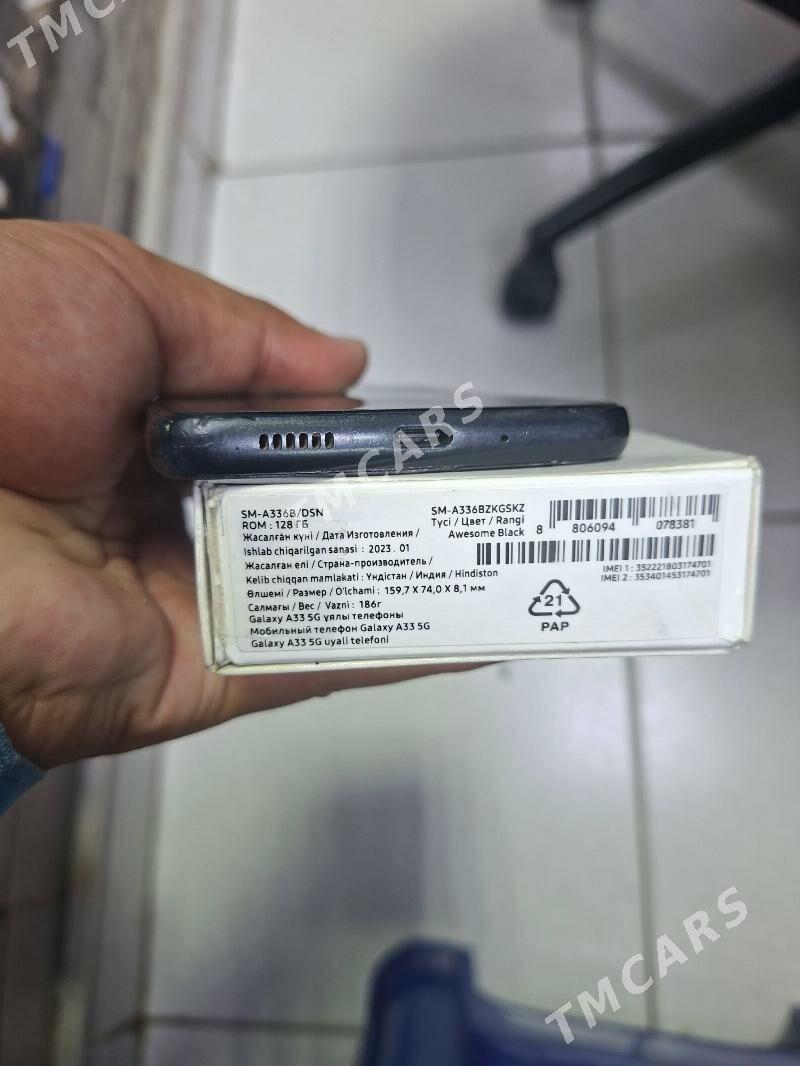 TMCARS
TMCARS
SM-A336B/DSN
ROM : 128 ГБ
Жасалған күні / Дата Изготовления /
Ishlab chiqarilgan sanasi : 2023 . 01
Жасалған елі / Страна-производитель /
Kelib chiqqan mamlakati : Үндістан / Индия / Hindiston
Өлшемі / Размер / O'lchami : 159,7 X 74,0 X 8,1 мм
Салмағы / Вес / Vazni : 186г
Galaxy A33 5G ұялы телефоны
Мобильный телефон Galaxy A33 5G
Galaxy A33 5G uyali telefoni
SM-A336BZKGSKZ
Түсі / Цвет / Rangi
Awesome Black
8 806094 078381
IMEI 1 : 352221803174701
IMEI 2 : 353401453174701
21
PAP
TMCARS